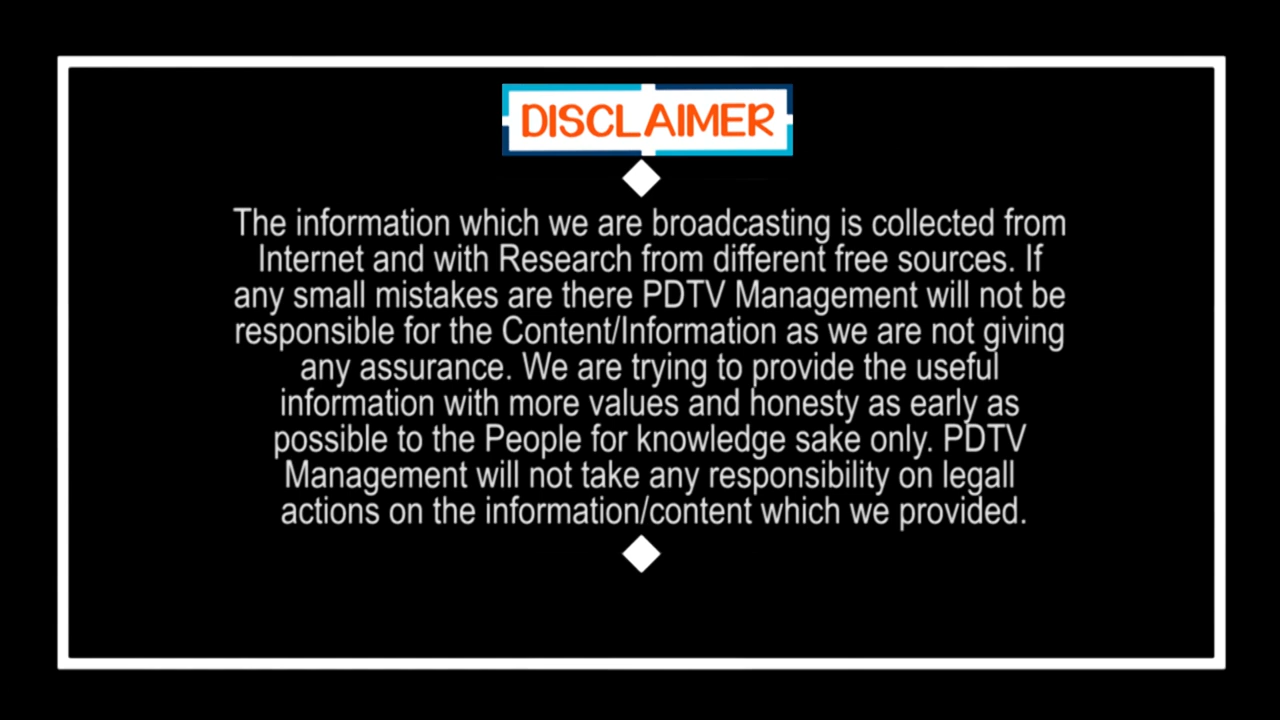 DISCLAIMER
The information which we are broadcasting is collected from
Internet and with Research from different free sources. If
any small mistakes are there PDTV Management will not be
responsible for the Content/Information as we are not giving
any assurance. We are trying to provide the useful
information with more values and honesty as early as
possible to the People for knowledge sake only. PDTV
Management will not take any responsibility on legall
actions on the information/content which we provided.